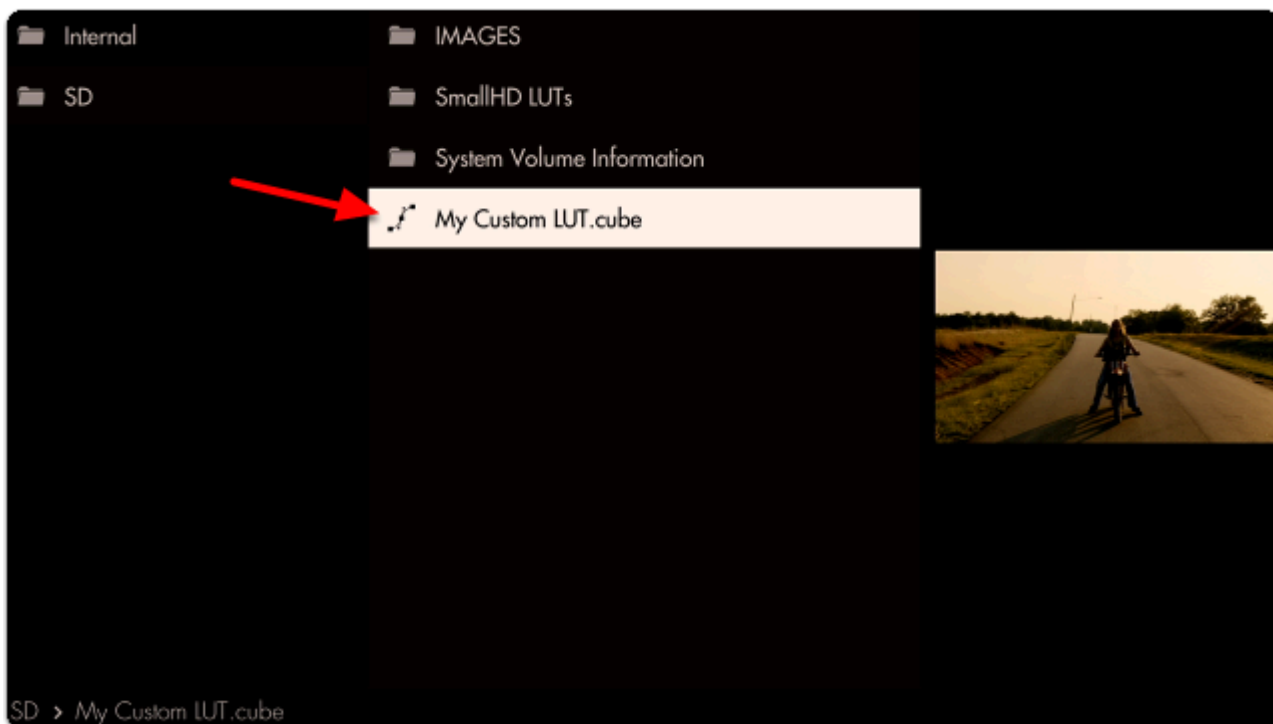 Internal
SD
IMAGES
SmallHD LUTs
System Volume Information
My Custom LUT.cube
SD > My Custom LUT.cube